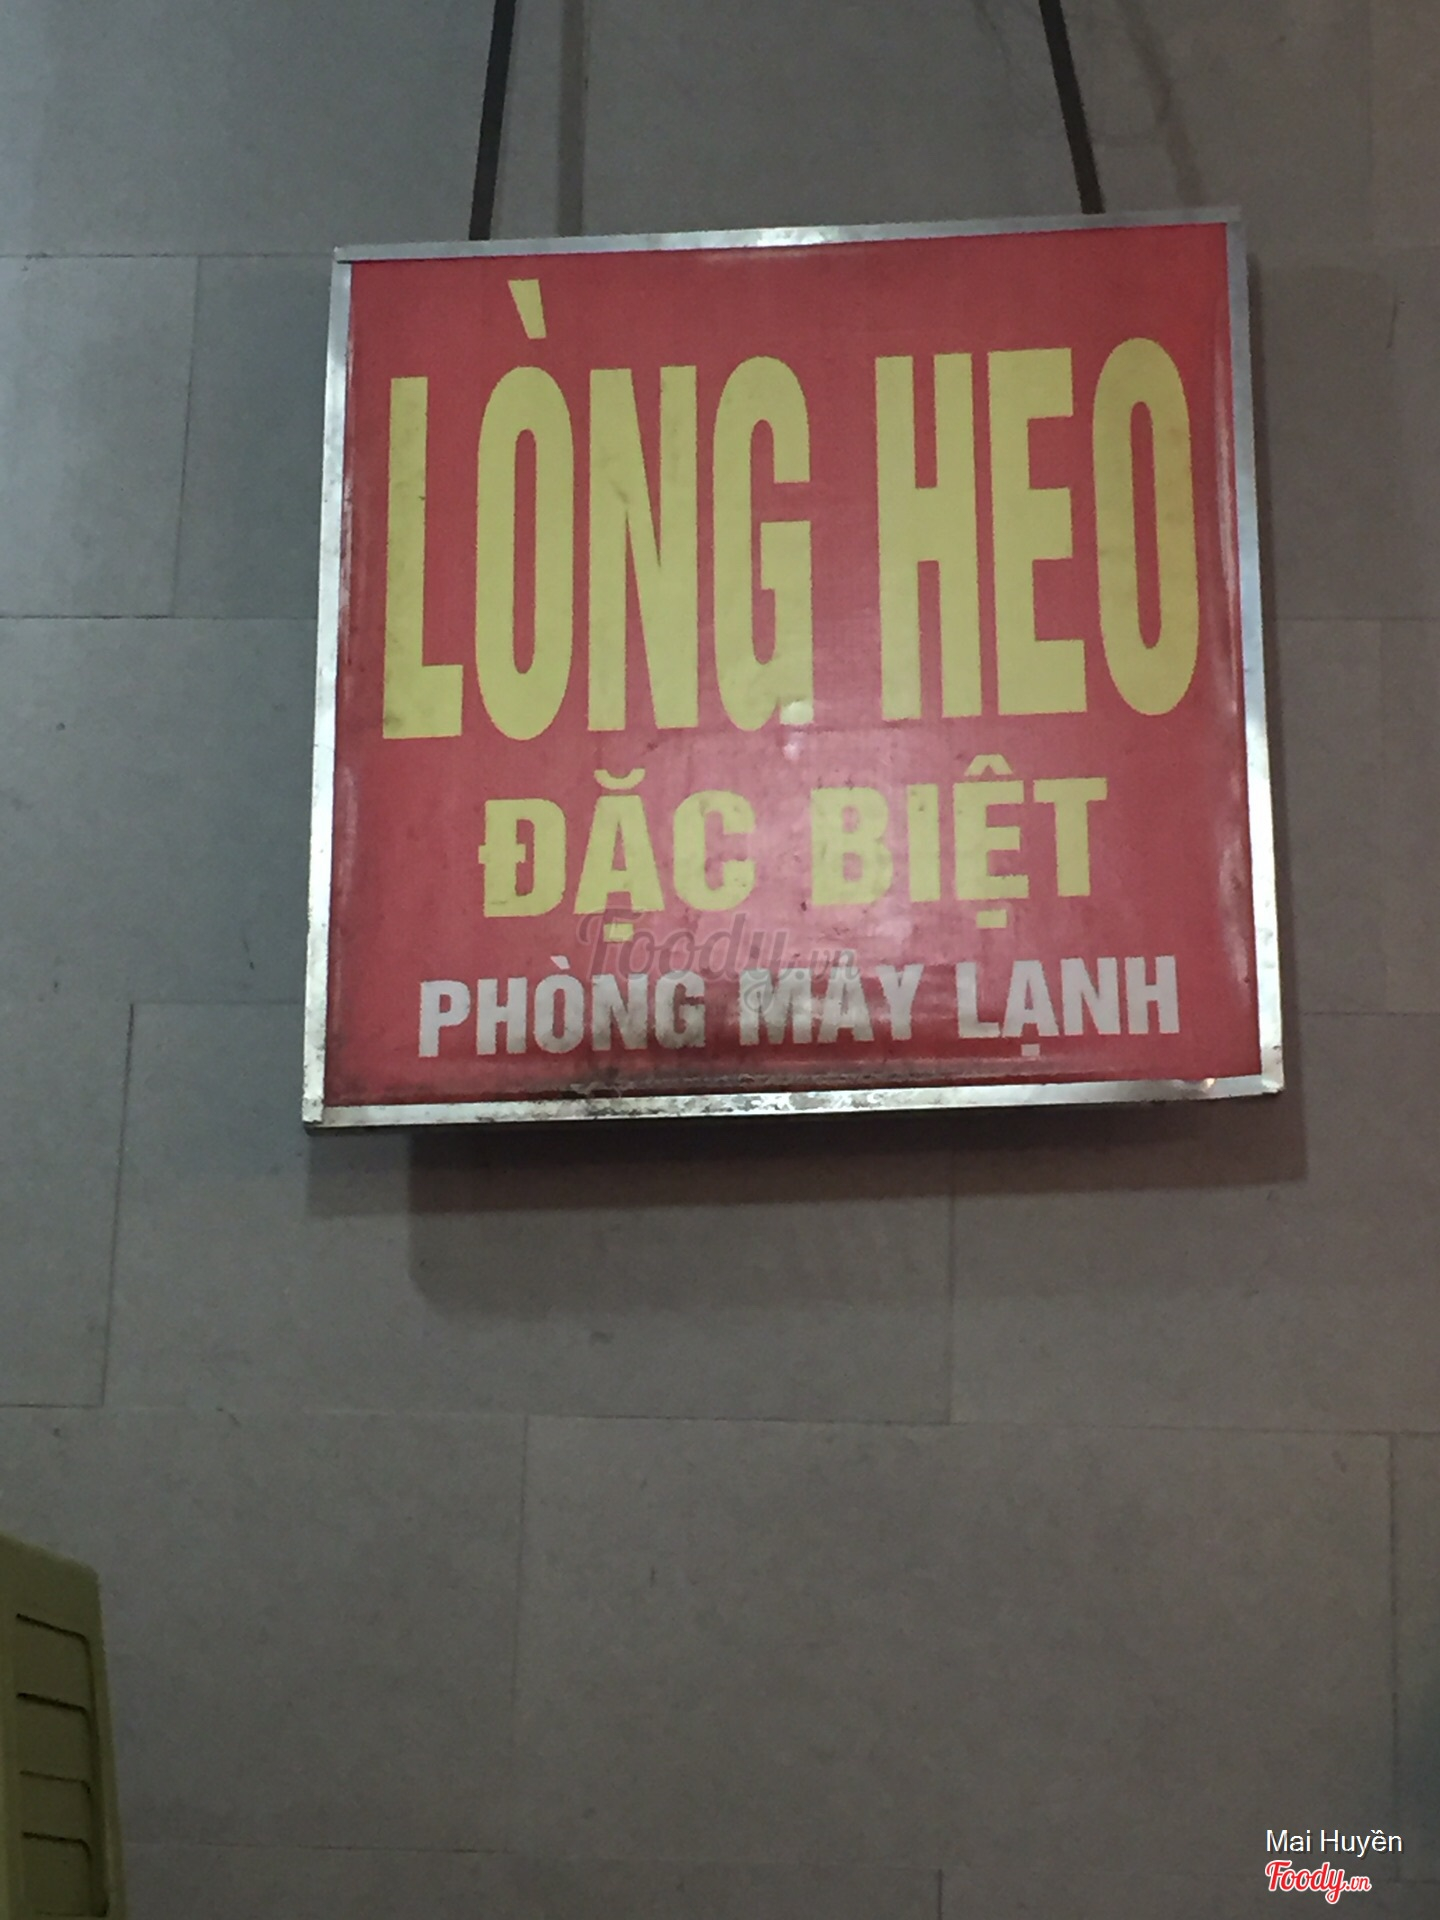 LÒNG HEO
ĐẶC BIỆT
Foody.vn
PHÒNG MÁY LẠNH
Mai Huyền
Foody.vn